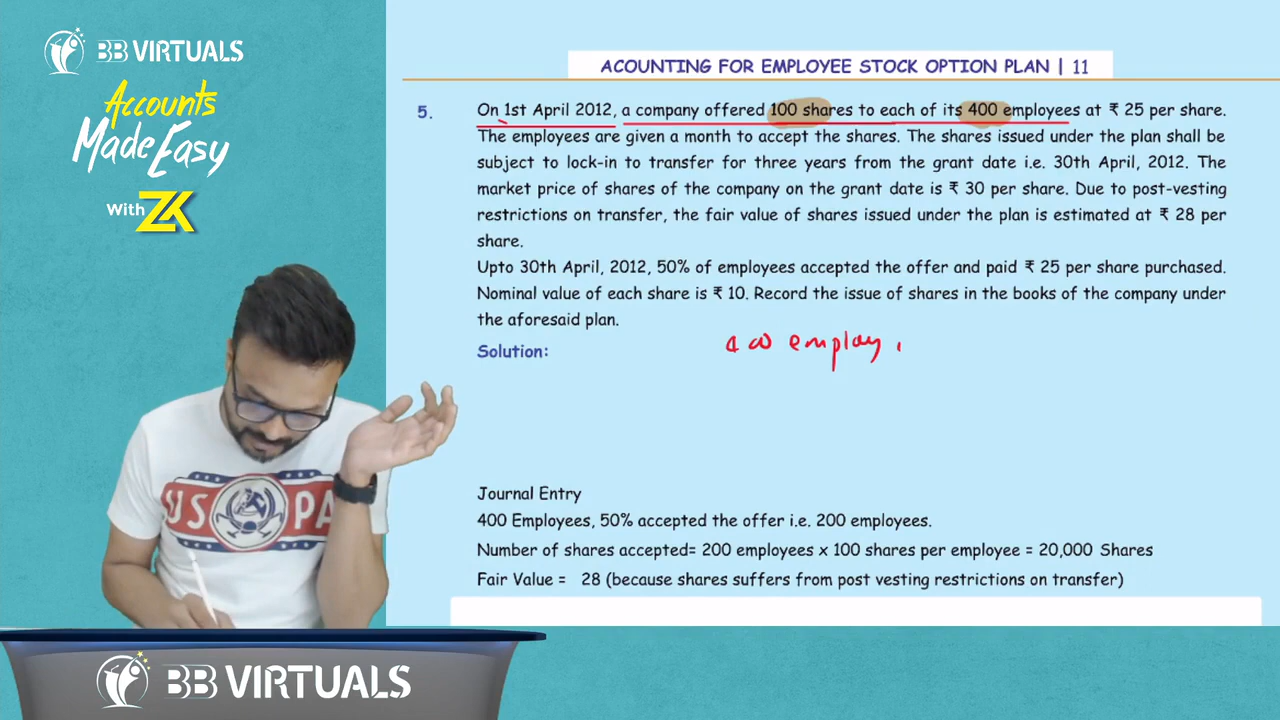 BB VIRTUALS
Accounts
Made Easy
With ZK
ACOUNTING FOR EMPLOYEE STOCK OPTION PLAN | 11
5. On 1st April 2012, a company offered 100 shares to each of its 400 employees at ₹ 25 per share.
The employees are given a month to accept the shares. The shares issued under the plan shall be
subject to lock-in to transfer for three years from the grant date i.e. 30th April, 2012. The
market price of shares of the company on the grant date is ₹ 30 per share. Due to post-vesting
restrictions on transfer, the fair value of shares issued under the plan is estimated at ₹ 28 per
share.
Upto 30th April, 2012, 50% of employees accepted the offer and paid ₹ 25 per share purchased.
Nominal value of each share is ₹ 10. Record the issue of shares in the books of the company under
the aforesaid plan.
Solution:
400 employ
Journal Entry
400 Employees, 50% accepted the offer i.e. 200 employees.
Number of shares accepted= 200 employees x 100 shares per employee = 20,000 Shares
Fair Value = 28 (because shares suffers from post vesting restrictions on transfer)
US PA
BB VIRTUALS